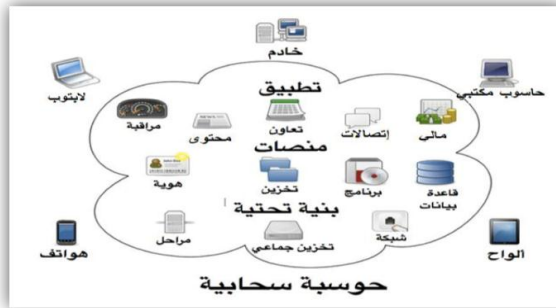 خادم
حاسوب مكتبي
لابتوب
تطبيق
مالي
إتصالات
تعاون
محتوى
مراقبة
منصات
قاعدة
بيانات
برنامج
تخزين
هوية
بنية تحتية
شبكة
تخزين جماعي
مراحل
الواح
هواتف
حوسبة سحابية